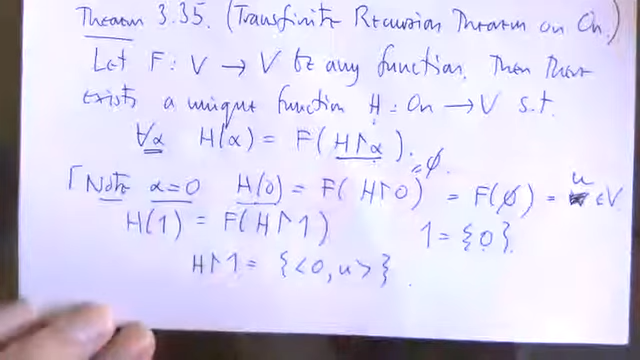 Theorem 3.35. (Transfinite Recursion Theorem on On.)
Let F : V → V be any function. Then there
exists a unique function H : On → V s.t.
∀α H(α) = F(H↾α).
⌈Note α=0 H(0) = F(H↾0) = F(∅) = u ∈ V
= ∅.
H(1) = F(H↾1) 1 = {0}.
H↾1 = {<0, u>}.